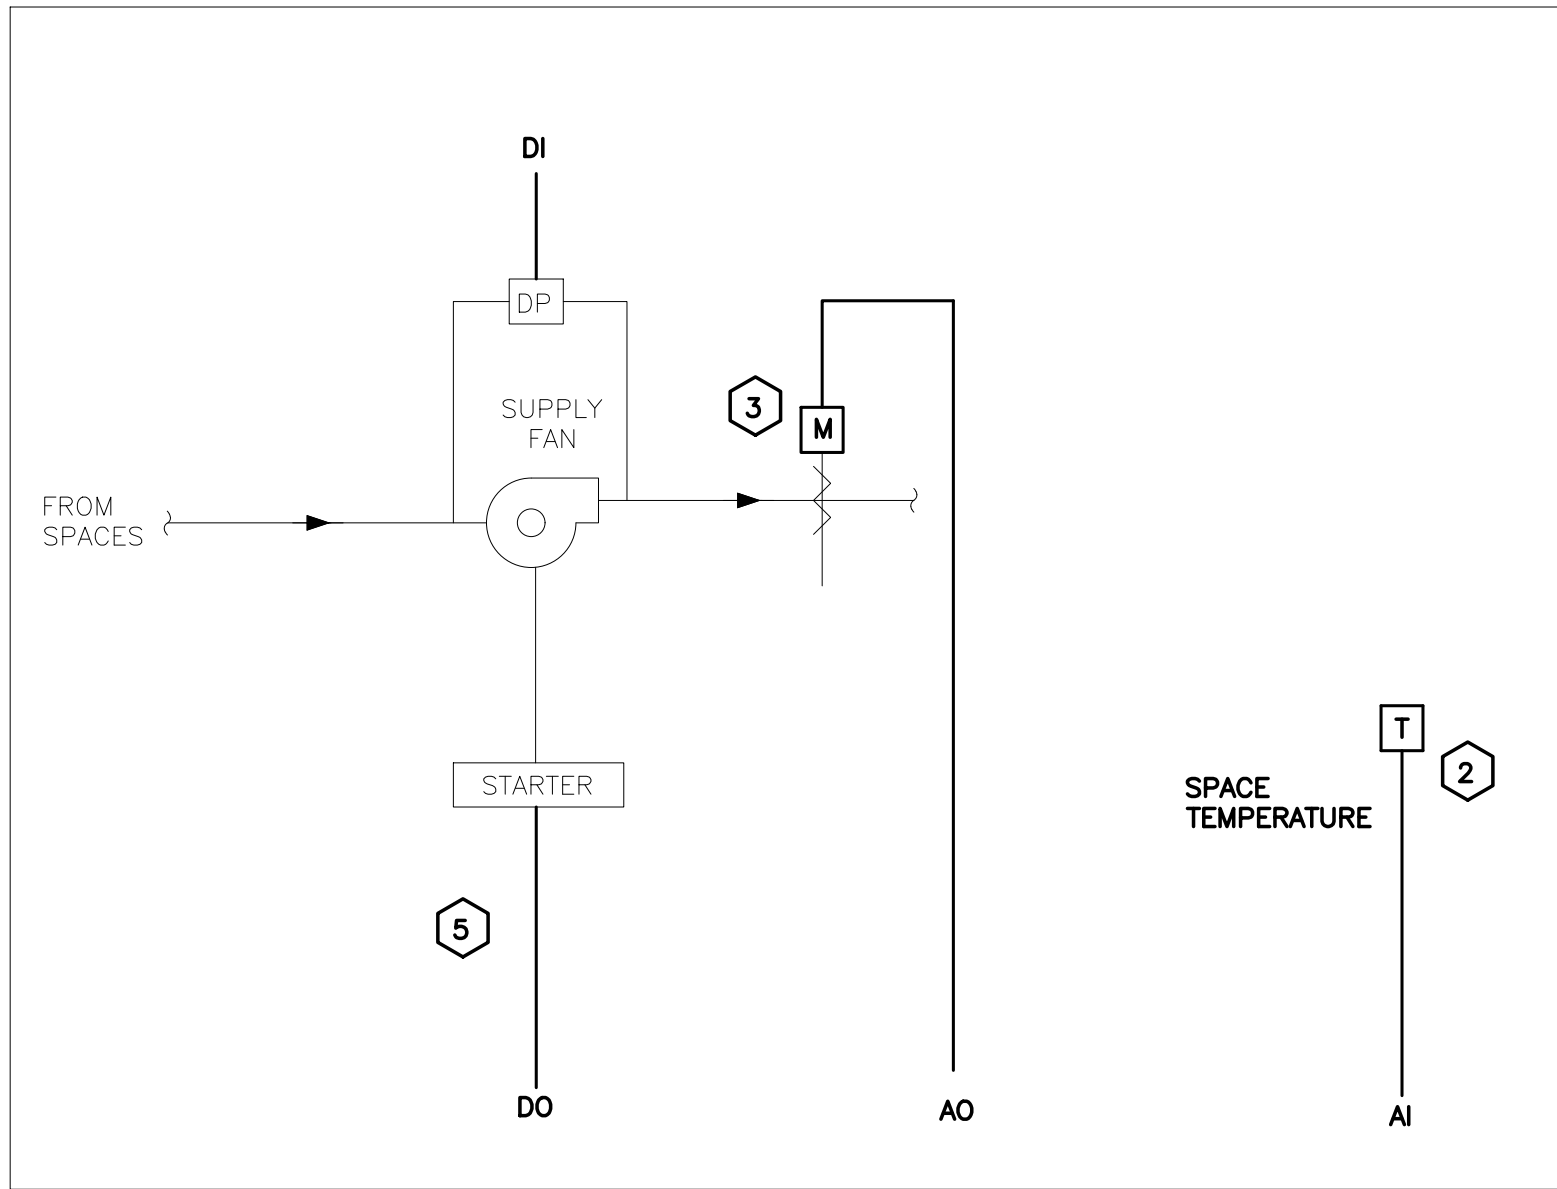 DI
DP
SUPPLY
FAN
3
M
FROM
SPACES
T
2
STARTER
SPACE
TEMPERATURE
5
DO
AO
AI